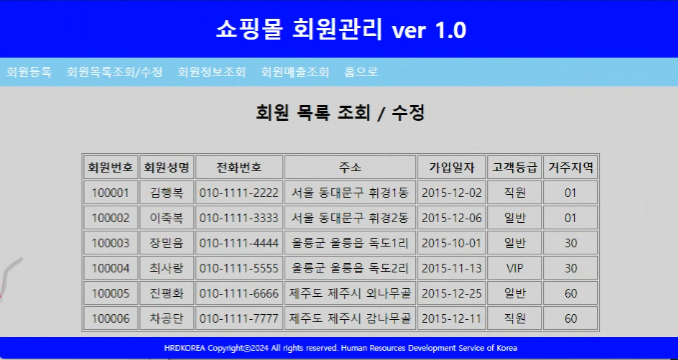 쇼핑몰 회원관리 ver 1.0
회원등록 회원목록조회/수정 회원정보조회 회원매출조회 홈으로
회원 목록 조회 / 수정
회원번호 회원성명 전화번호 주소 가입일자 고객등급 거주지역
100001 김행복 010-1111-2222 서울 동대문구 휘경1동 2015-12-02 직원 01
100002 이축복 010-1111-3333 서울 동대문구 휘경2동 2015-12-06 일반 01
100003 장믿음 010-1111-4444 울릉군 울릉읍 독도1리 2015-10-01 일반 30
100004 최사랑 010-1111-5555 울릉군 울릉읍 독도2리 2015-11-13 VIP 30
100005 진평화 010-1111-6666 제주도 제주시 외나무골 2015-12-25 일반 60
100006 차공단 010-1111-7777 제주도 제주시 감나무골 2015-12-11 직원 60
HRDKOREA Copyrightⓒ2024 All rights reserved. Human Resources Development Service of Korea